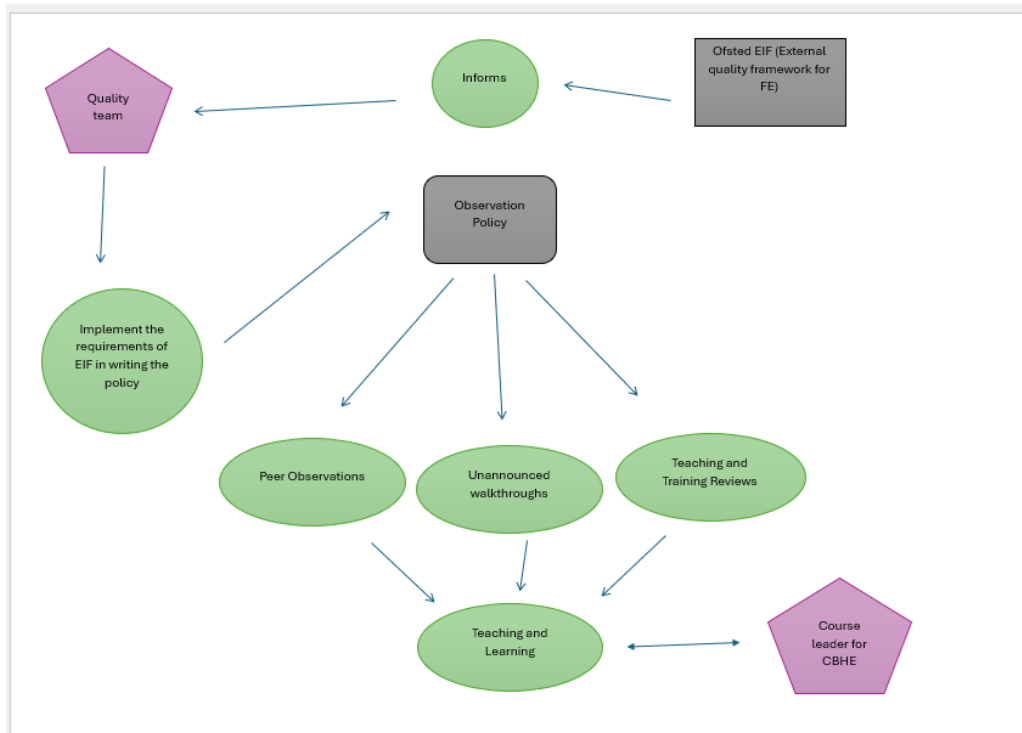 Quality
team
Informs
Ofsted EIF (External
quality framework for
FE)
Observation
Policy
Implement the
requirements of
EIF in writing the
policy
Peer Observations
Unannounced
walkthroughs
Teaching and
Training Reviews
Teaching and
Learning
Course
leader for
CBHE